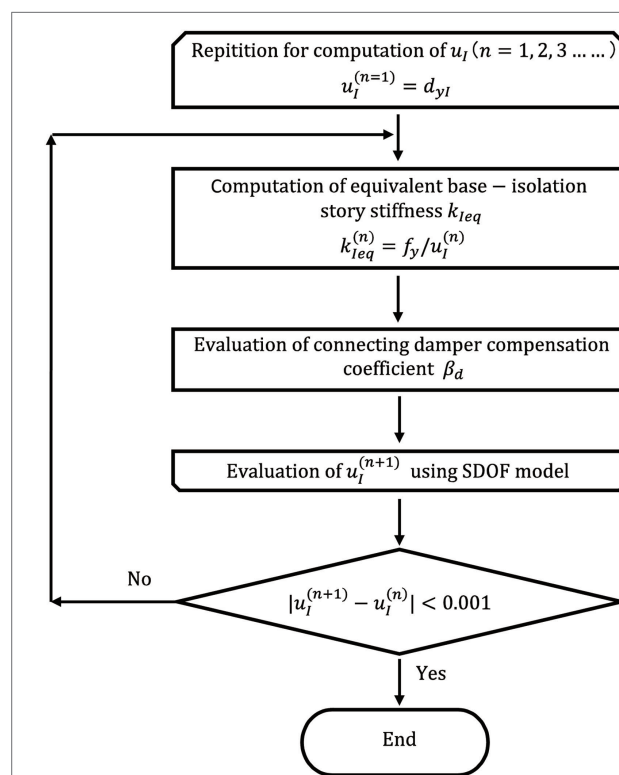 Repitition for computation of u_I (n = 1, 2, 3 … …)
u_I^(n=1) = d_yI
Computation of equivalent base − isolation
story stiffness k_Ieq
k_Ieq^(n) = f_y/u_I^(n)
Evaluation of connecting damper compensation
coefficient β_d
Evaluation of u_I^(n+1) using SDOF model
No
|u_I^(n+1) − u_I^(n)| < 0.001
Yes
End